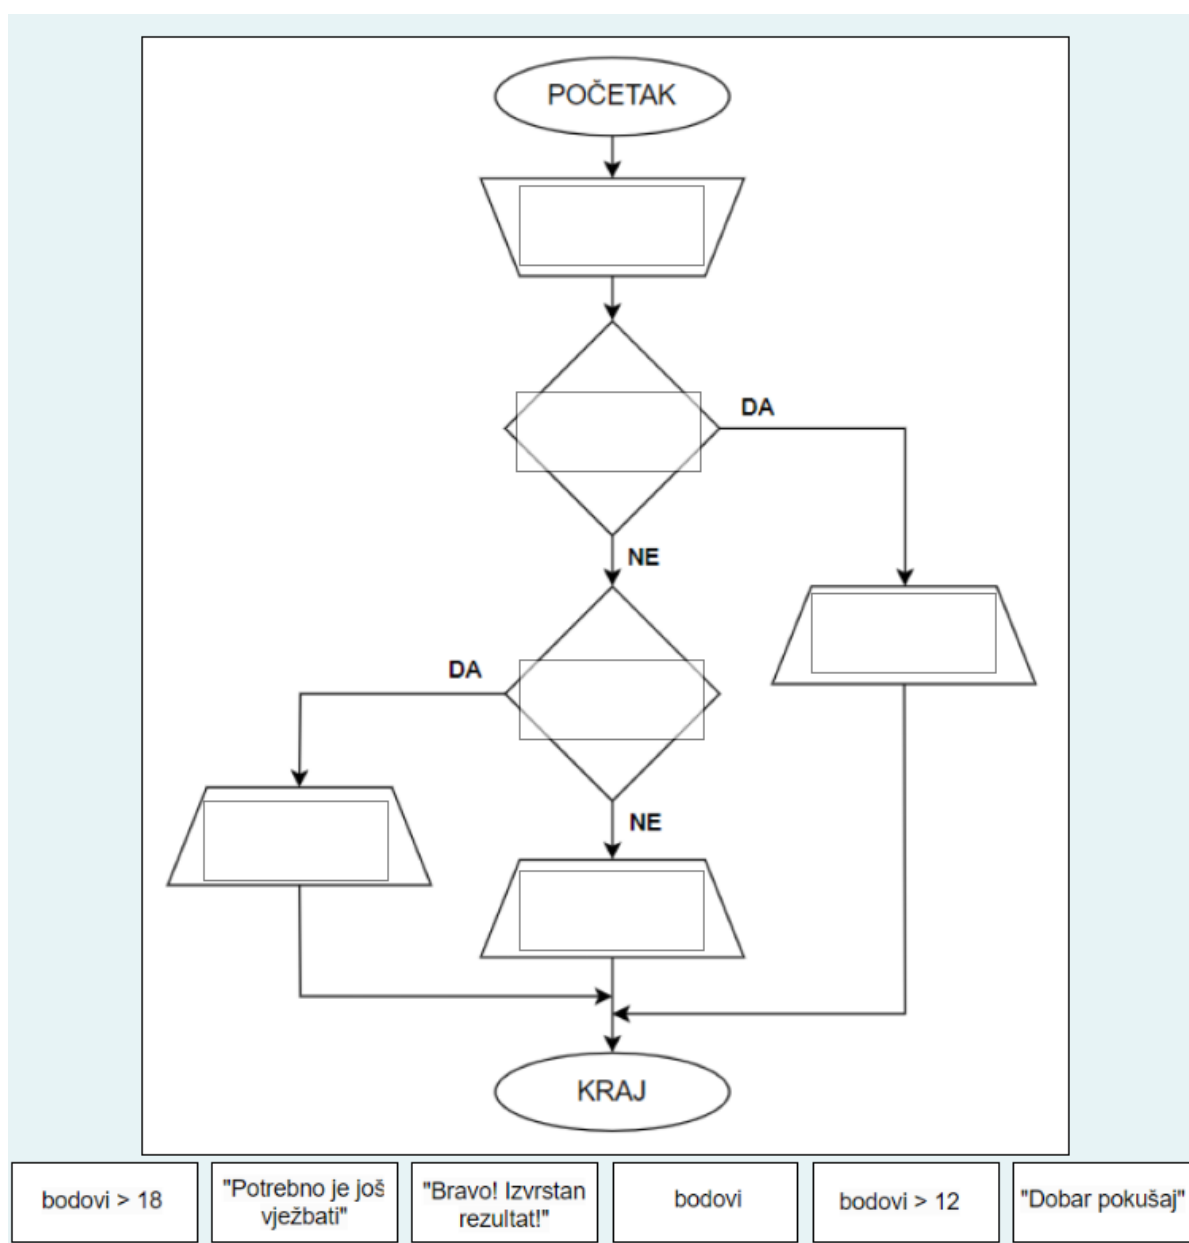 POČETAK
DA
NE
DA
NE
KRAJ
bodovi > 18
"Potrebno je još
vježbati"
"Bravo! Izvrstan
rezultat!"
bodovi
bodovi > 12
"Dobar pokušaj"